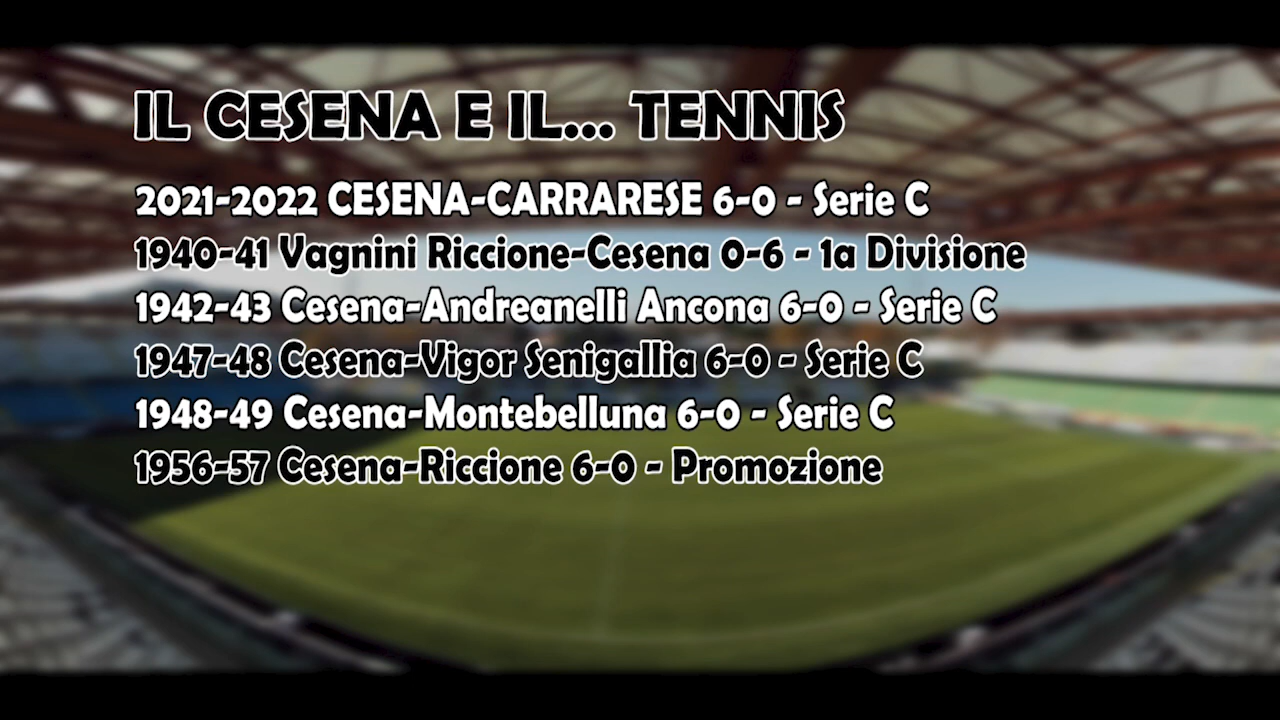 IL CESENA E IL... TENNIS
2021-2022 CESENA-CARRARESE 6-0 - Serie C
1940-41 Vagnini Riccione-Cesena 0-6 - 1a Divisione
1942-43 Cesena-Andreanelli Ancona 6-0 - Serie C
1947-48 Cesena-Vigor Senigallia 6-0 - Serie C
1948-49 Cesena-Montebelluna 6-0 - Serie C
1956-57 Cesena-Riccione 6-0 - Promozione